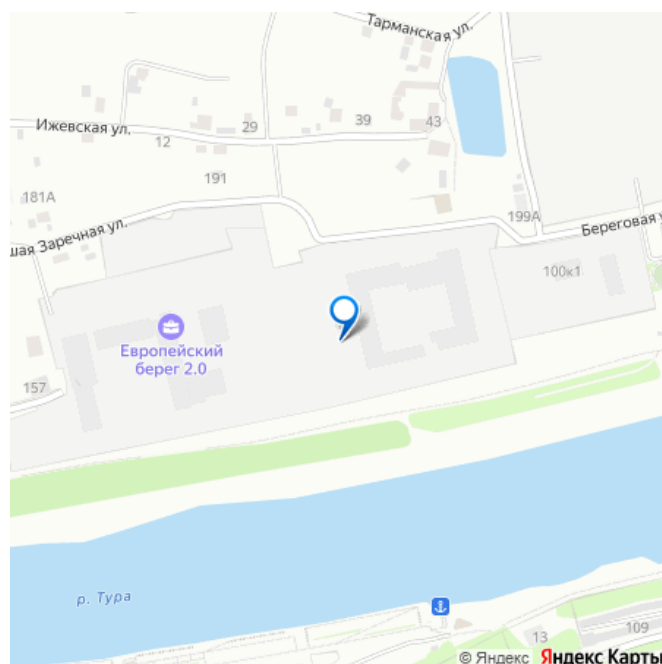 Тарманская ул.
Ижевская ул.
29
39
43
12
191
181А
199А
шая Заречная ул.
Береговая у
100к1
Европейский
берег 2.0
157
р. Тура
13
109
© Яндекс Яндекс Карты